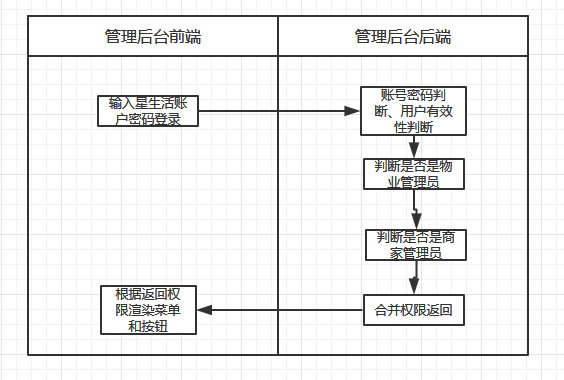 管理后台前端
管理后台后端
输入星生活账
户密码登录
账号密码判
断、用户有效
性判断
判断是否是物
业管理员
判断是否是商
家管理员
合并权限返回
根据返回权
限渲染菜单
和按钮